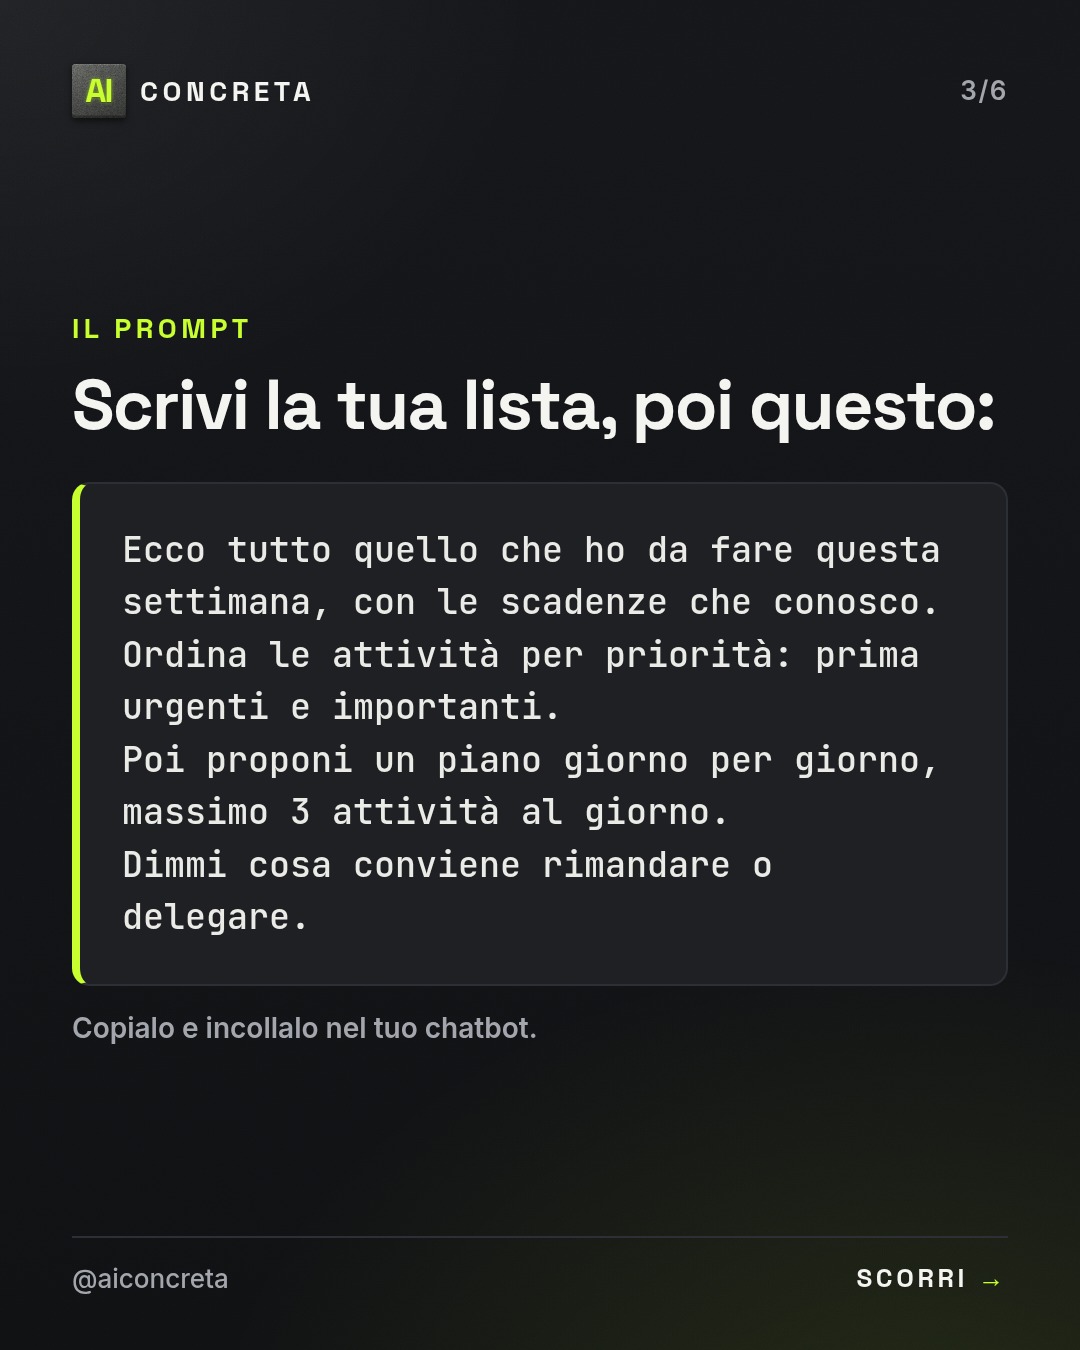 AI CONCRETA
3/6
IL PROMPT
Scrivi la tua lista, poi questo:
Ecco tutto quello che ho da fare questa
settimana, con le scadenze che conosco.
Ordina le attività per priorità: prima
urgenti e importanti.
Poi proponi un piano giorno per giorno,
massimo 3 attività al giorno.
Dimmi cosa conviene rimandare o
delegare.
Copialo e incollalo nel tuo chatbot.
@aiconcreta
SCORRI →